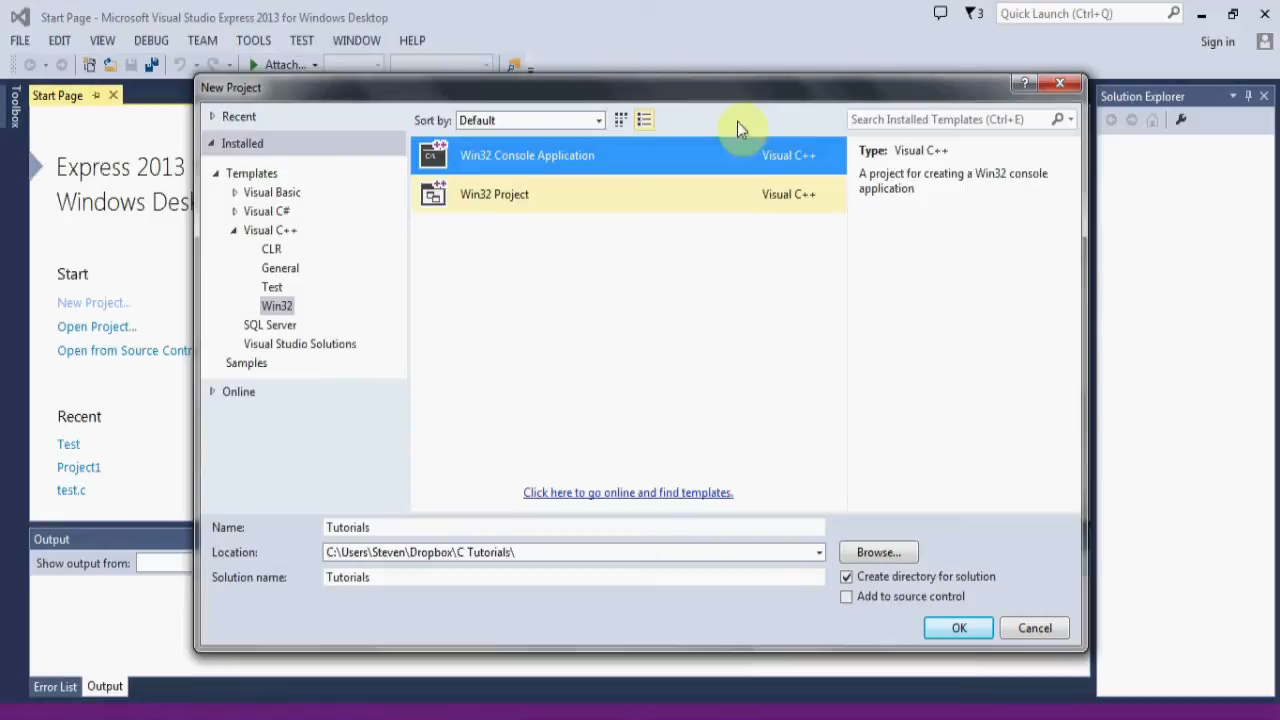 Start Page - Microsoft Visual Studio Express 2013 for Windows Desktop
3
Quick Launch (Ctrl+Q)
FILE EDIT VIEW DEBUG TEAM TOOLS TEST WINDOW HELP
Sign in
Attach...
Toolbox
Start Page
Express 2013
Windows Desk
Start
New Project...
Open Project...
Open from Source Contr
Recent
Test
Project1
test.c
Output
Show output from:
Error List Output
New Project
Recent
Installed
Templates
Visual Basic
Visual C#
Visual C++
CLR
General
Test
Win32
SQL Server
Visual Studio Solutions
Samples
Online
Sort by: Default
Search Installed Templates (Ctrl+E)
Win32 Console Application Visual C++
Win32 Project Visual C++
Type: Visual C++
A project for creating a Win32 console
application
Click here to go online and find templates.
Name: Tutorials
Location: C:\Users\Steven\Dropbox\C Tutorials\
Browse...
Solution name: Tutorials
Create directory for solution
Add to source control
OK Cancel
Solution Explorer